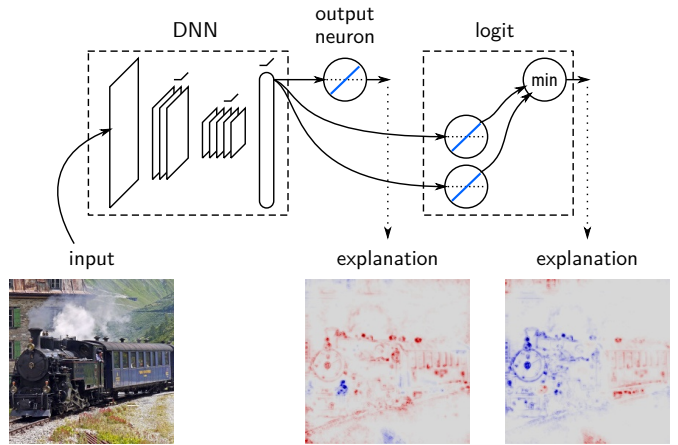 DNN
output
neuron
logit
min
input
explanation
explanation